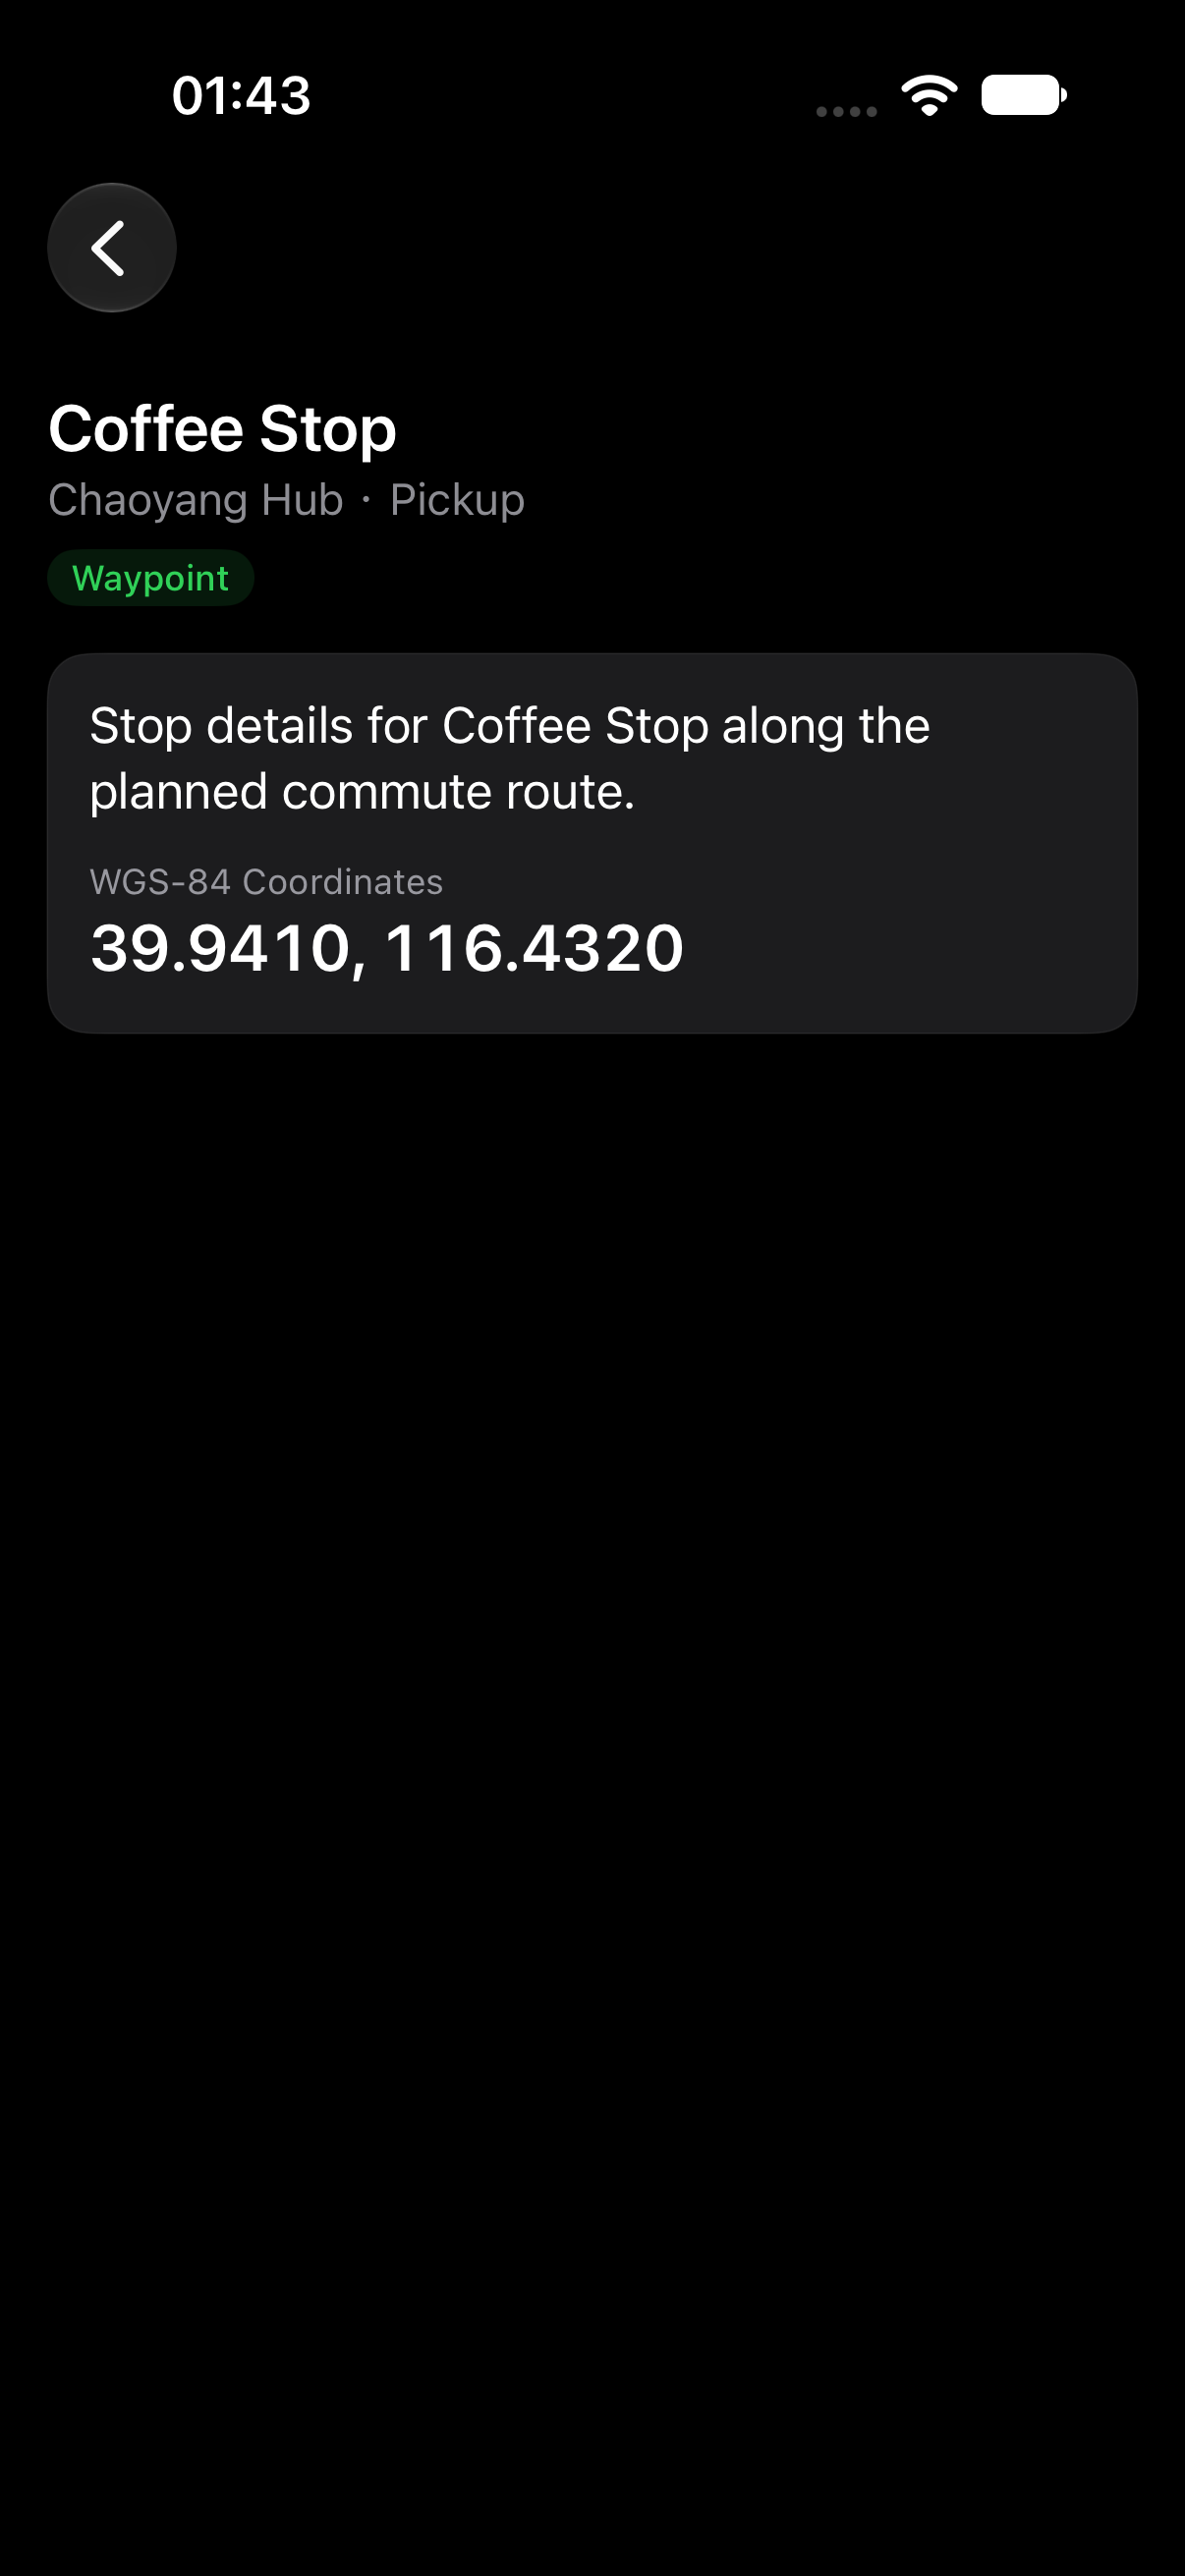 01:43
Coffee Stop
Chaoyang Hub · Pickup
Waypoint
Stop details for Coffee Stop along the
planned commute route.
WGS-84 Coordinates
39.9410, 116.4320